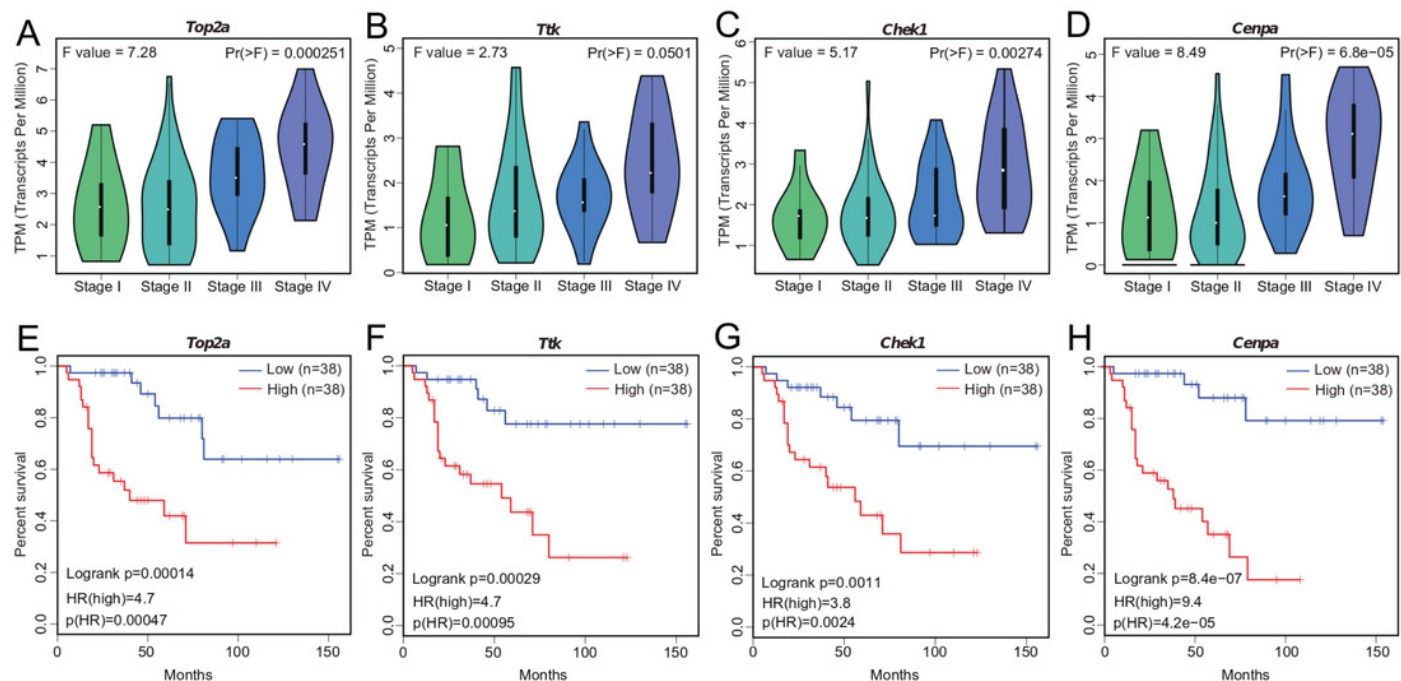 A
Top2a
F value = 7.28
Pr(>F) = 0.000251
TPM (Transcripts Per Million)
7
6
5
4
3
2
1
Stage I
Stage II
Stage III
Stage IV
B
Ttk
F value = 2.73
Pr(>F) = 0.0501
TPM (Transcripts Per Million)
5
4
3
2
1
0
Stage I
Stage II
Stage III
Stage IV
C
Chek1
F value = 5.17
Pr(>F) = 0.00274
TPM (Transcripts Per Million)
6
5
4
3
2
1
Stage I
Stage II
Stage III
Stage IV
D
Cenpa
F value = 8.49
Pr(>F) = 6.8e−05
TPM (Transcripts Per Million)
5
4
3
2
1
0
Stage I
Stage II
Stage III
Stage IV
E
Top2a
Low (n=38)
High (n=38)
Percent survival
1.0
0.8
0.6
0.4
0.2
0.0
Logrank p=0.00014
HR(high)=4.7
p(HR)=0.00047
0
50
100
150
Months
F
Ttk
Low (n=38)
High (n=38)
Percent survival
1.0
0.8
0.6
0.4
0.2
0.0
Logrank p=0.00029
HR(high)=4.7
p(HR)=0.00095
0
50
100
150
Months
G
Chek1
Low (n=38)
High (n=38)
Percent survival
1.0
0.8
0.6
0.4
0.2
0.0
Logrank p=0.0011
HR(high)=3.8
p(HR)=0.0024
0
50
100
150
Months
H
Cenpa
Low (n=38)
High (n=38)
Percent survival
1.0
0.8
0.6
0.4
0.2
0.0
Logrank p=8.4e−07
HR(high)=9.4
p(HR)=4.2e−05
0
50
100
150
Months